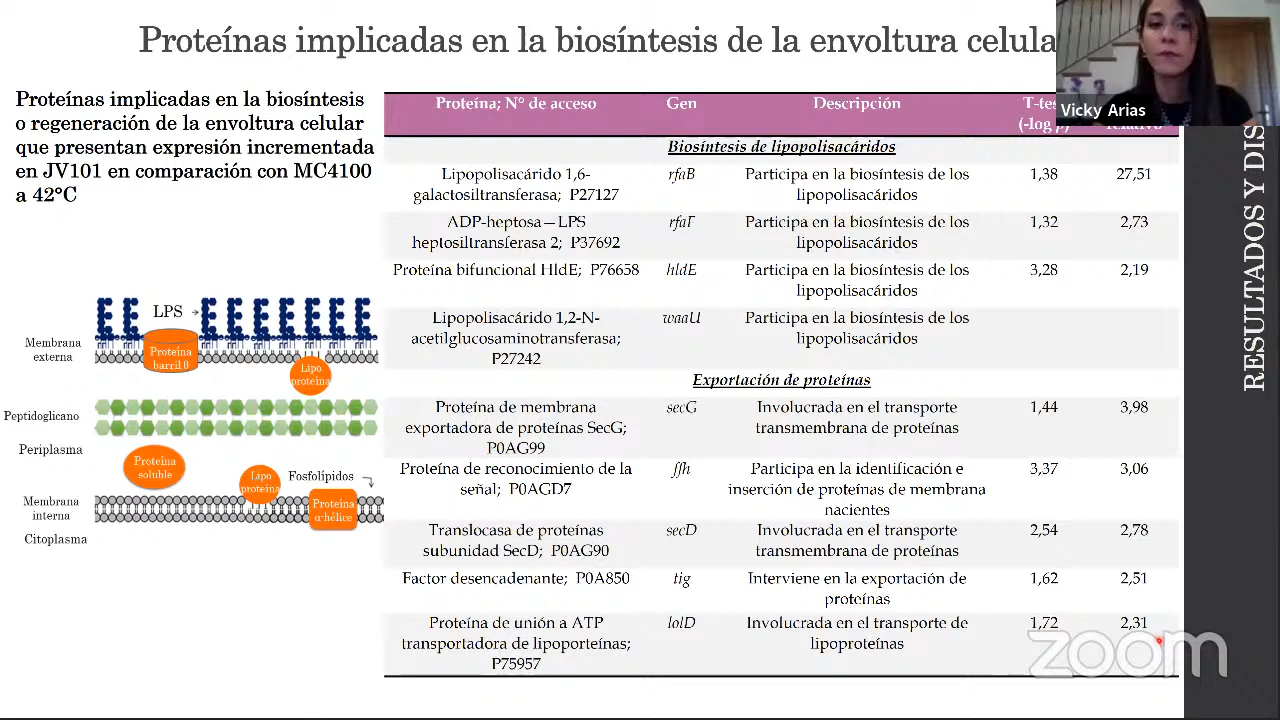 Proteínas implicadas en la biosíntesis de la envoltura celula
Vicky Arias
Proteínas implicadas en la biosíntesis
o regeneración de la envoltura celular
que presentan expresión incrementada
en JV101 en comparación con MC4100
a 42°C
LPS
Membrana
externa
Proteína
barril β
Lipo
proteína
Peptidoglicano
Periplasma
Proteína
soluble
Lipo
proteína
Fosfolípidos
Membrana
interna
Proteína
α-hélice
Citoplasma
Proteína; N° de acceso Gen Descripción T-tes
(-log p)
Biosíntesis de lipopolisacáridos
Lipopolisacárido 1,6- rfaB Participa en la biosíntesis de los 1,38 27,51
galactosiltransferasa; P27127 lipopolisacáridos
ADP-heptosa—LPS rfaF Participa en la biosíntesis de los 1,32 2,73
heptosiltransferasa 2; P37692 lipopolisacáridos
Proteína bifuncional HldE; P76658 hldE Participa en la biosíntesis de los 3,28 2,19
lipopolisacáridos
Lipopolisacárido 1,2-N- waaU Participa en la biosíntesis de los
acetilglucosaminotransferasa; lipopolisacáridos
P27242
Exportación de proteínas
Proteína de membrana secG Involucrada en el transporte 1,44 3,98
exportadora de proteínas SecG; transmembrana de proteínas
P0AG99
Proteína de reconocimiento de la ffh Participa en la identificación e 3,37 3,06
señal; P0AGD7 inserción de proteínas de membrana
nacientes
Translocasa de proteínas secD Involucrada en el transporte 2,54 2,78
subunidad SecD; P0AG90 transmembrana de proteínas
Factor desencadenante; P0A850 tig Interviene en la exportación de 1,62 2,51
proteínas
Proteína de unión a ATP lolD Involucrada en el transporte de 1,72 2,31
transportadora de lipoporteínas; lipoproteínas
P75957
RESULTADOS Y DIS
zoom